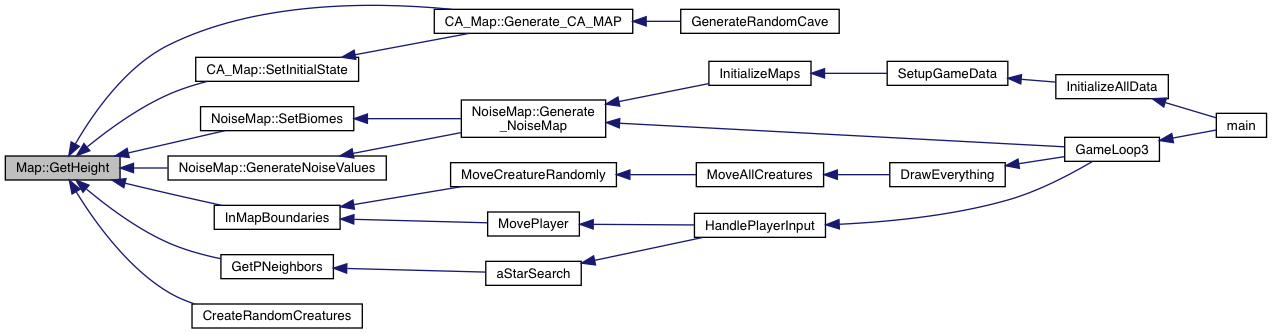 Map::GetHeight
CA_Map::Generate_CA_MAP
GenerateRandomCave
CA_Map::SetInitialState
NoiseMap::SetBiomes
NoiseMap::GenerateNoiseValues
NoiseMap::Generate
_NoiseMap
InitializeMaps
SetupGameData
InitializeAllData
main
GameLoop3
InMapBoundaries
MoveCreatureRandomly
MoveAllCreatures
DrawEverything
MovePlayer
HandlePlayerInput
GetPNeighbors
aStarSearch
CreateRandomCreatures